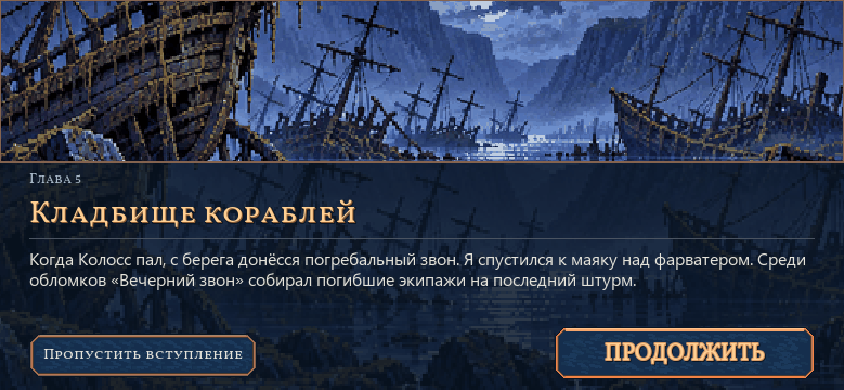 Глава 5
Кладбище кораблей
Когда Колосс пал, с берега донёсся погребальный звон. Я спустился к маяку над фарватером. Среди
обломков «Вечерний звон» собирал погибшие экипажи на последний штурм.
Пропустить вступление
ПРОДОЛЖИТЬ